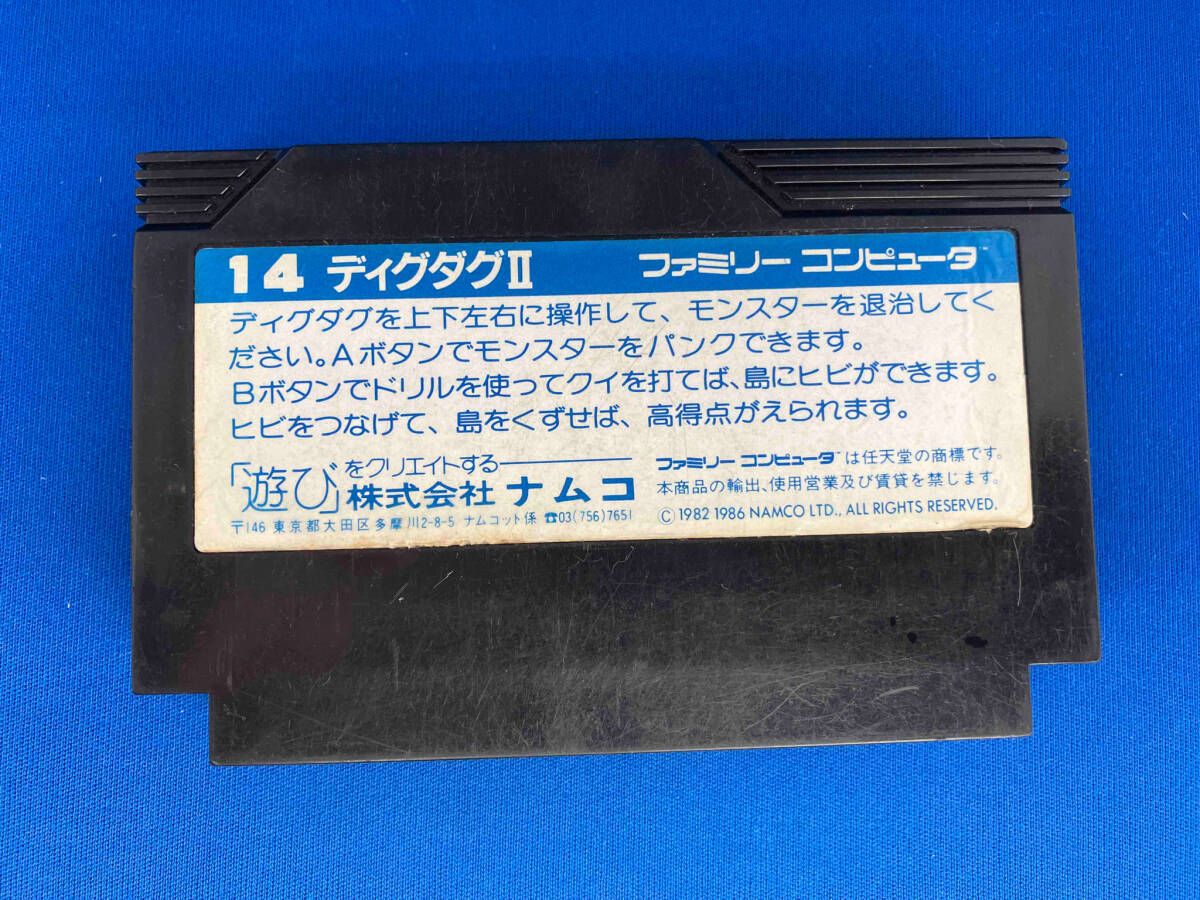 14 ディグダグⅡ ファミリー コンピュータ™
ディグダグを上下左右に操作して、モンスターを退治してく
ださい。Aボタンでモンスターをパンクできます。
Bボタンでドリルを使ってクイを打てば、島にヒビができます。
ヒビをつなげて、島をくずせば、高得点がえられます。
「遊び」をクリエイトする――
株式会社 ナムコ
〒146 東京都大田区多摩川2-8-5 ナムコット係 ☎03(756)7651
ファミリー コンピュータ™は任天堂の商標です。
本商品の輸出、使用営業及び賃貸を禁じます。
© 1982 1986 NAMCO LTD., ALL RIGHTS RESERVED.